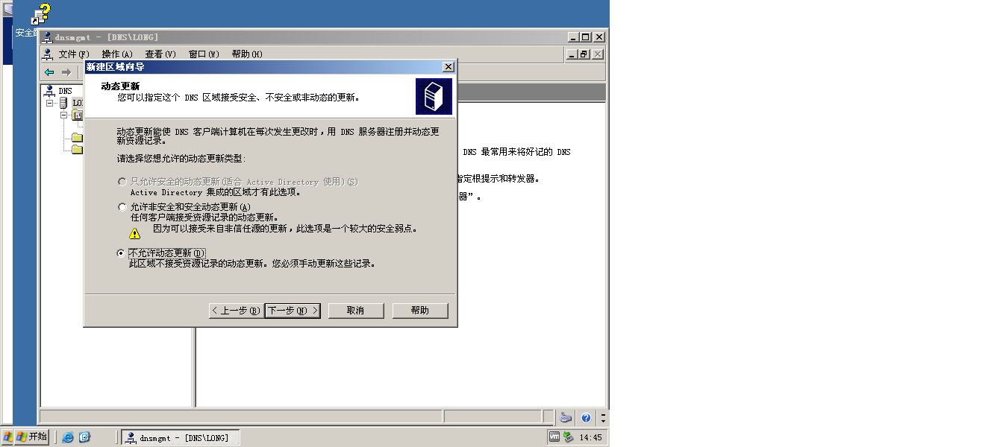 安全
dnsmgmt - [DNS\LONG]
文件(F) 操作(A) 查看(V) 窗口(W) 帮助(H)
新建区域向导
动态更新
您可以指定这个 DNS 区域接受安全、不安全或非动态的更新。
DNS
LO
动态更新能使 DNS 客户端计算机在每次发生更改时，用 DNS 服务器注册并动态更
新资源记录。
DNS 最常用来将好记的 DNS
请选择您想允许的动态更新类型:
指定根提示和转发器。
只允许安全的动态更新(适合 Active Directory 使用)(S)
Active Directory 集成的区域才有此选项。
器”。
允许非安全和安全动态更新(A)
任何客户端接受资源记录的动态更新。
因为可以接受来自非信任源的更新，此选项是一个较大的安全弱点。
不允许动态更新(D)
此区域不接受资源记录的动态更新。您必须手动更新这些记录。
< 上一步(B) 下一步(N) > 取消 帮助
开始 dnsmgmt - [DNS\LONG] 14:45